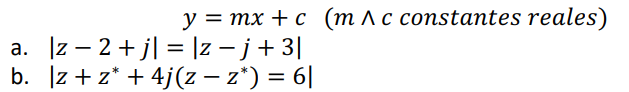 y = mx + c (m ∧ c constantes reales)
a. |z − 2 + j| = |z − j + 3|
b. |z + z* + 4j(z − z*) = 6|